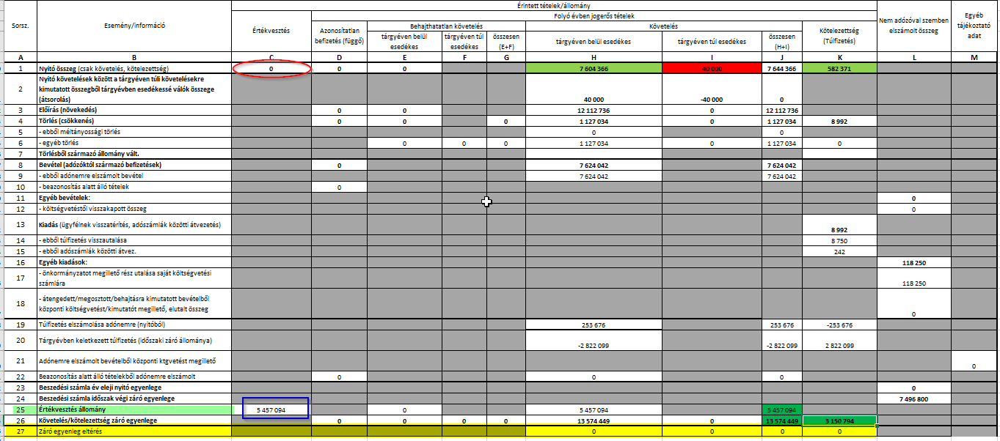 Érintett tételek/állomány
Folyó évben jogerős tételek
Sorsz. Esemény/információ Értékvesztés Azonosítatlan befizetés (függő) Behajthatatlan követelés Követelés Kötelezettség (Túlfizetés) Nem adózóval szemben elszámolt összeg Egyéb tájékoztató adat
tárgyéven belül esedékes tárgyéven túl esedékes összesen (E+F) tárgyéven belül esedékes tárgyéven túl esedékes összesen (H+I)
A B C D E F G H I J K L M
1 Nyitó összeg (csak követelés, kötelezettség) 0 0 0 7 604 366 40 000 7 644 366 582 371
2 Nyitó követelések között a tárgyéven túli követelésekre
kimutatott összegből tárgyévben esedékessé válók összege
(átsorolás) 40 000 -40 000 0
3 Előírás (növekedés) 0 0 12 112 736 0 12 112 736
4 Törlés (csökkenés) 0 0 0 1 127 034 0 1 127 034 8 992
5 - ebből méltányossági törlés 0 0
6 - egyéb törlés 0 0 0 1 127 034 0 1 127 034 0
7 Törlésből származó állomány vált.
8 Bevétel (adózóktól származó befizetések) 0 7 624 042 7 624 042
9 - ebből adónemre elszámolt bevétel 7 624 042 7 624 042
10 - beazonosítás alatt álló tételek 0
11 Egyéb bevételek: 0
12 - költségvetéstől visszakapott összeg 0
13 Kiadás (ügyfélnek visszatérítés, adószámlák közötti átvezetés) 8 992
14 - ebből túlfizetés visszautalása 8 750
15 - ebből adószámlák közötti átvez. 242
16 Egyéb kiadások: 118 250
17 - önkormányzatot megillető rész utalása saját költségvetési
számlára 118 250
18 - átengedett/megosztott/behajtásra kimutatott bevételből
központi költségvetést/kimutatót megillető, elutalt összeg 0
19 Túlfizetés elszámolása adónemre (nyitóból) 253 676 253 676 -253 676
20 Tárgyévben keletkezett túlfizetés (időszaki záró állománya) -2 822 099 -2 822 099 2 822 099
21 Adónemre elszámolt bevételből központi ktgvetést megillető 0
22 Beazonosítás alatt álló tételekből adónemre elszámolt 0 0 0
23 Beszedési számla év eleji nyitó egyenlege 0
24 Beszedési számla időszak végi záró egyenlege 7 496 800
25 Értékvesztés állomány 5 457 094 0 5 457 094 5 457 094
26 Követelés/kötelezettség záró egyenlege 0 0 0 0 13 574 449 0 13 574 449 3 150 794
27 Záró egyenleg eltérés 0 0 0 0